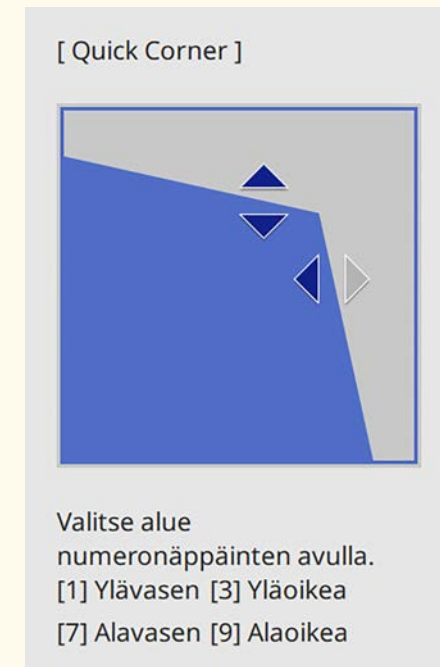 [ Quick Corner ]
Valitse alue
numeronäppäinten avulla.
[1] Ylävasen [3] Yläoikea
[7] Alavasen [9] Alaoikea